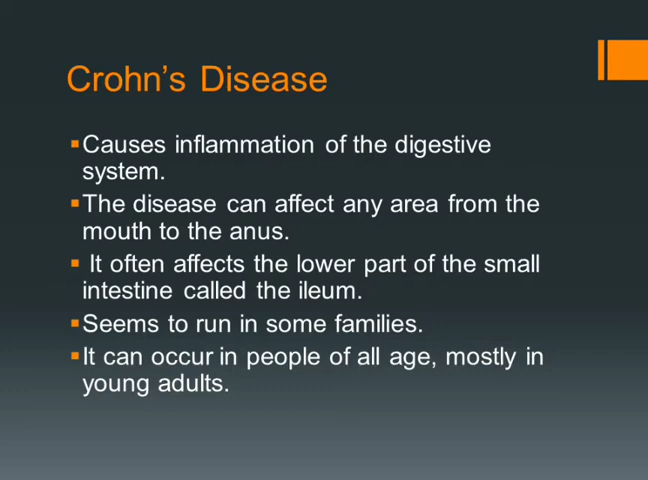 Crohn’s Disease
▪Causes inflammation of the digestive
system.
▪The disease can affect any area from the
mouth to the anus.
▪ It often affects the lower part of the small
intestine called the ileum.
▪Seems to run in some families.
▪It can occur in people of all age, mostly in
young adults.